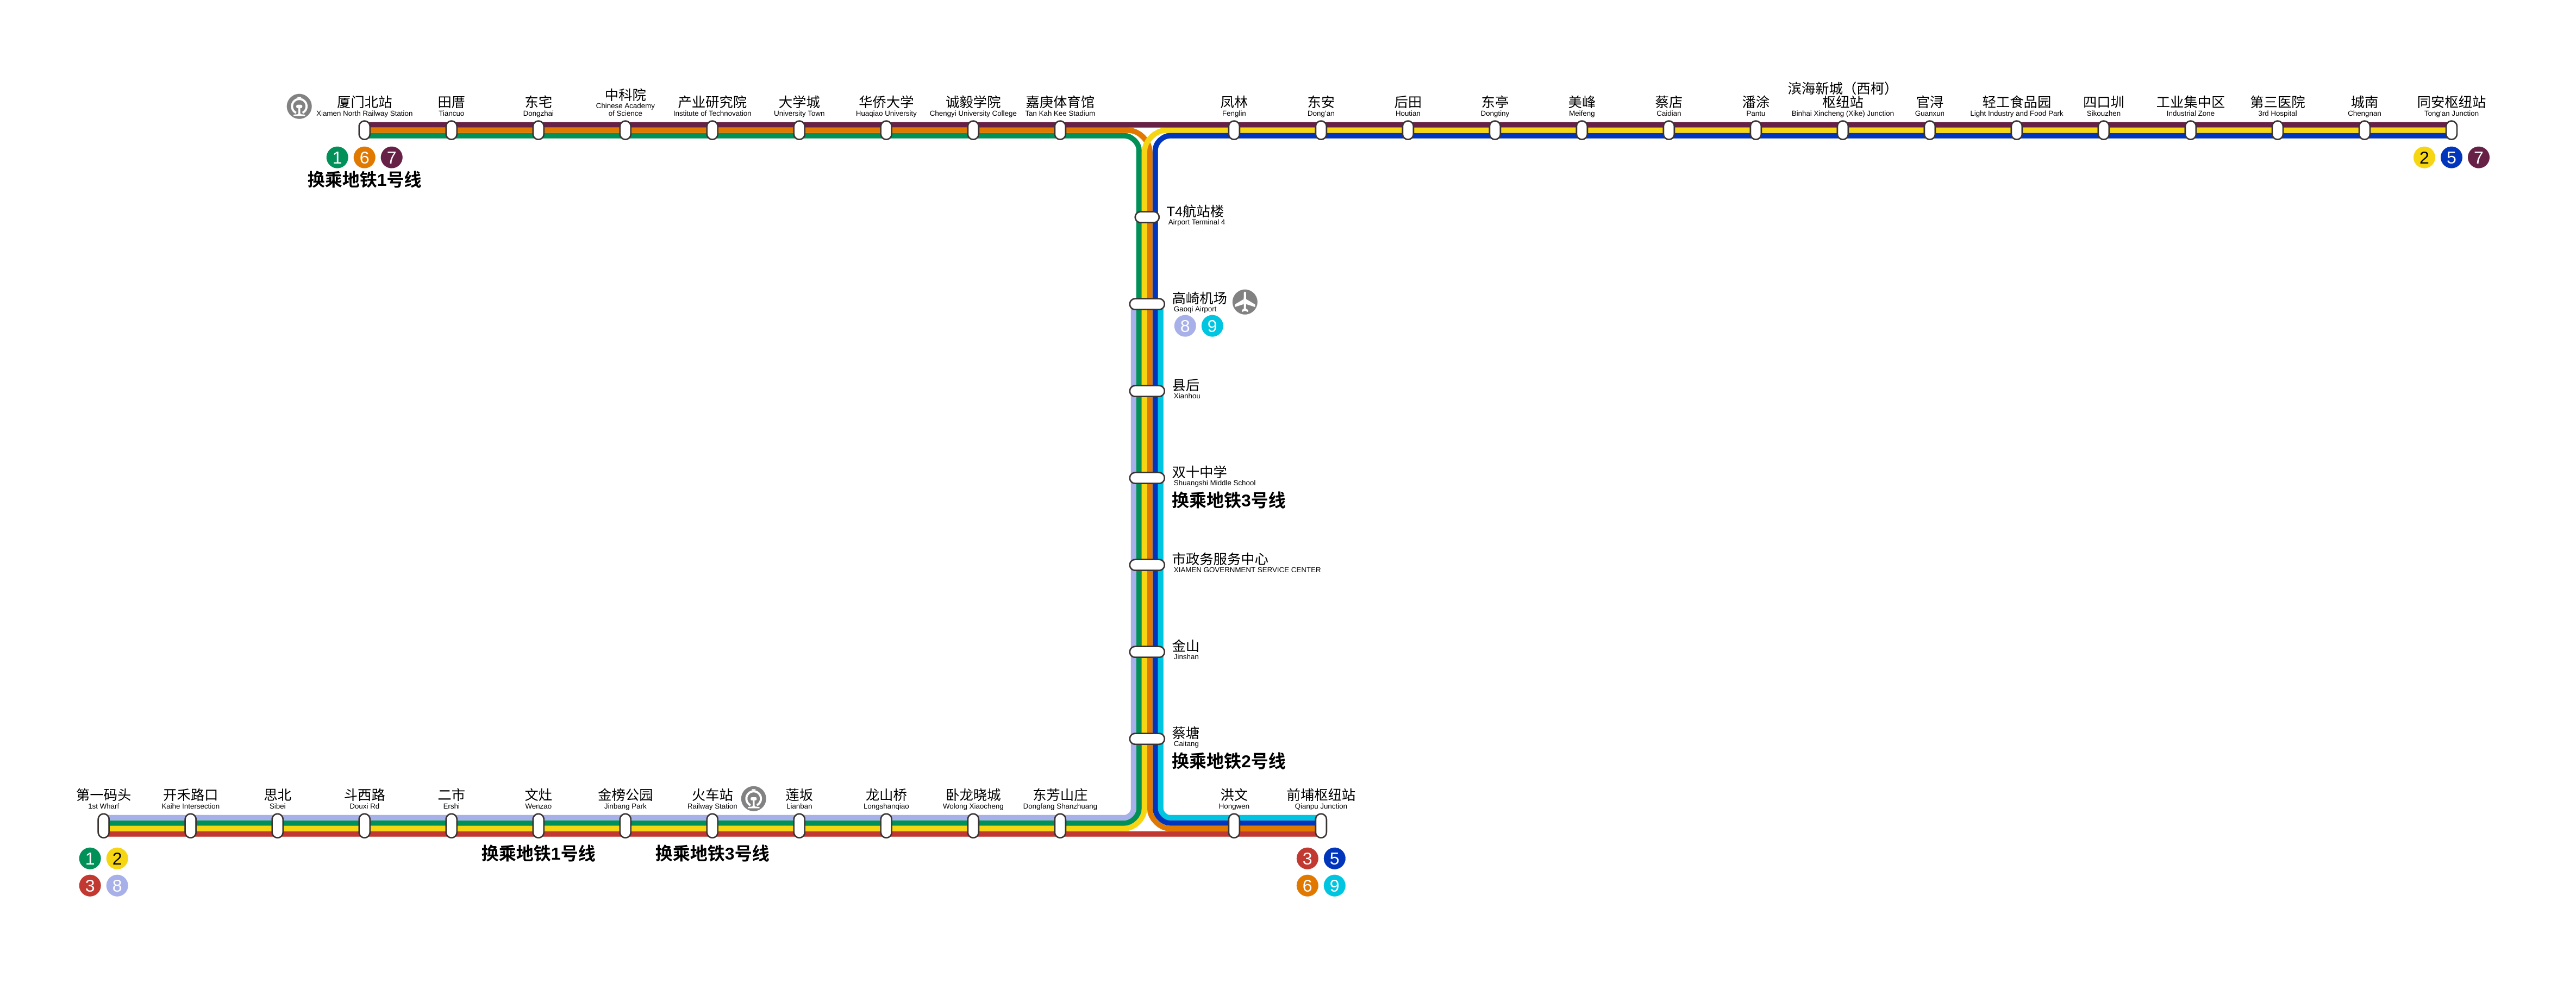 厦门北站
Xiamen North Railway Station
田厝
Tiancuo
东宅
Dongzhai
中科院
Chinese Academy
of Science
产业研究院
Institute of Technovation
大学城
University Town
华侨大学
Huaqiao University
诚毅学院
Chengyi University College
嘉庚体育馆
Tan Kah Kee Stadium
凤林
Fenglin
东安
Dong'an
后田
Houtian
东亭
Dongtiny
美峰
Meifeng
蔡店
Caidian
潘涂
Pantu
滨海新城（西柯）
枢纽站
Binhai Xincheng (Xike) Junction
官浔
Guanxun
轻工食品园
Light Industry and Food Park
四口圳
Sikouzhen
工业集中区
Industrial Zone
第三医院
3rd Hospital
城南
Chengnan
同安枢纽站
Tong'an Junction
1 6 7
换乘地铁1号线
2 5 7
T4航站楼
Airport Terminal 4
高崎机场
Gaoqi Airport
8 9
县后
Xianhou
双十中学
Shuangshi Middle School
换乘地铁3号线
市政务服务中心
XIAMEN GOVERNMENT SERVICE CENTER
金山
Jinshan
蔡塘
Caitang
换乘地铁2号线
第一码头
1st Wharf
开禾路口
Kaihe Intersection
思北
Sibei
斗西路
Douxi Rd
二市
Ershi
文灶
Wenzao
金榜公园
Jinbang Park
火车站
Railway Station
莲坂
Lianban
龙山桥
Longshanqiao
卧龙晓城
Wolong Xiaocheng
东芳山庄
Dongfang Shanzhuang
洪文
Hongwen
前埔枢纽站
Qianpu Junction
换乘地铁1号线
换乘地铁3号线
1 2
3 8
3 5
6 9